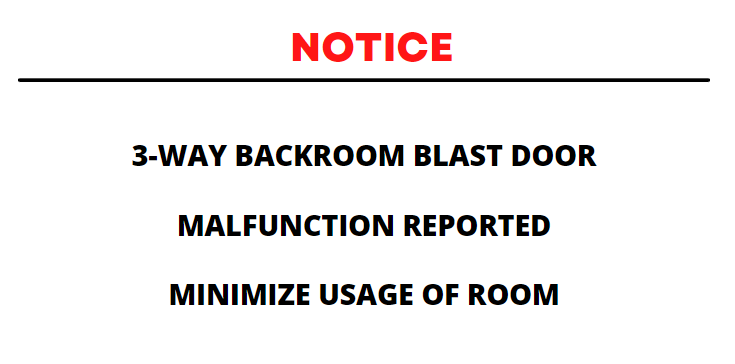 NOTICE
3-WAY BACKROOM BLAST DOOR
MALFUNCTION REPORTED
MINIMIZE USAGE OF ROOM